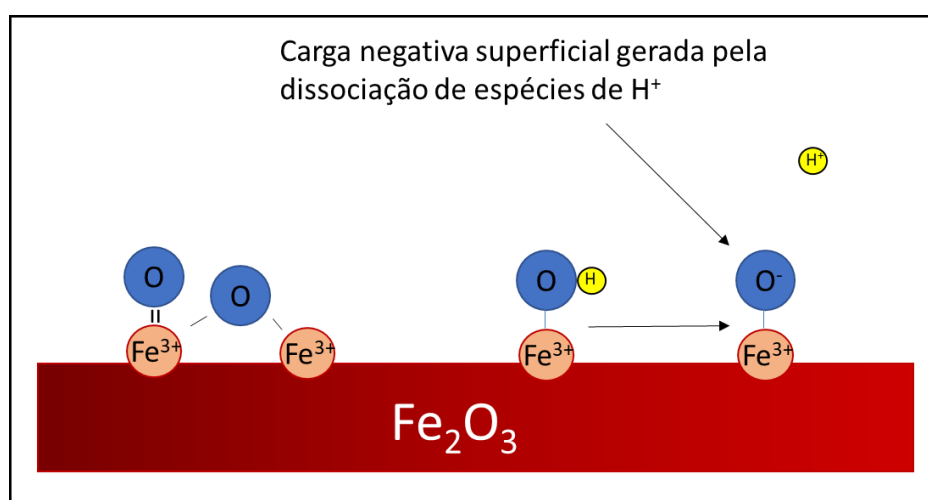 Carga negativa superficial gerada pela
dissociação de espécies de H⁺
H⁺
O
O
O
H
O⁻
Fe³⁺
Fe³⁺
Fe³⁺
Fe³⁺
Fe₂O₃